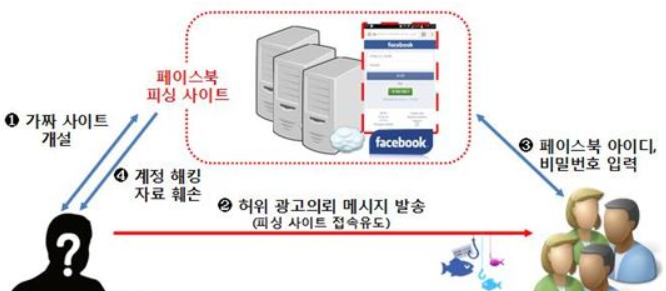 facebook
페이스북
피싱 사이트
facebook
❶ 가짜 사이트
개설
❸ 페이스북 아이디,
비밀번호 입력
❹ 계정 해킹
자료 훼손
❷ 허위 광고의뢰 메시지 발송
(피싱 사이트 접속유도)
?